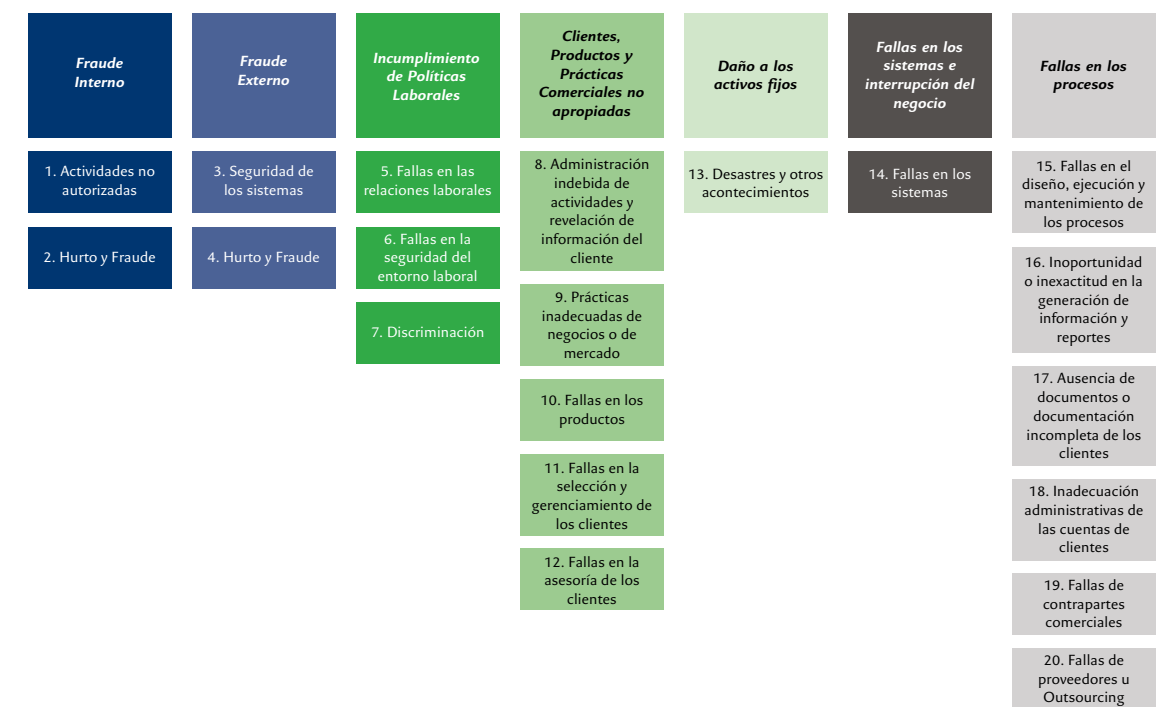 Fraude
Interno
Fraude
Externo
Incumplimiento
de Políticas
Laborales
Clientes,
Productos y
Prácticas
Comerciales no
apropiadas
Daño a los
activos fijos
Fallas en los
sistemas e
interrupción del
negocio
Fallas en los
procesos
1. Actividades no
autorizadas
2. Hurto y Fraude
3. Seguridad de
los sistemas
4. Hurto y Fraude
5. Fallas en las
relaciones laborales
6. Fallas en la
seguridad del
entorno laboral
7. Discriminación
8. Administración
indebida de
actividades y
revelación de
información del
cliente
9. Prácticas
inadecuadas de
negocios o de
mercado
10. Fallas en los
productos
11. Fallas en la
selección y
gerenciamiento de
los clientes
12. Fallas en la
asesoría de los
clientes
13. Desastres y otros
acontecimientos
14. Fallas en los
sistemas
15. Fallas en el
diseño, ejecución y
mantenimiento de
los procesos
16. Inoportunidad
o inexactitud en la
generación de
información y
reportes
17. Ausencia de
documentos o
documentación
incompleta de los
clientes
18. Inadecuación
administrativas de
las cuentas de
clientes
19. Fallas de
contrapartes
comerciales
20. Fallas de
proveedores u
Outsourcing